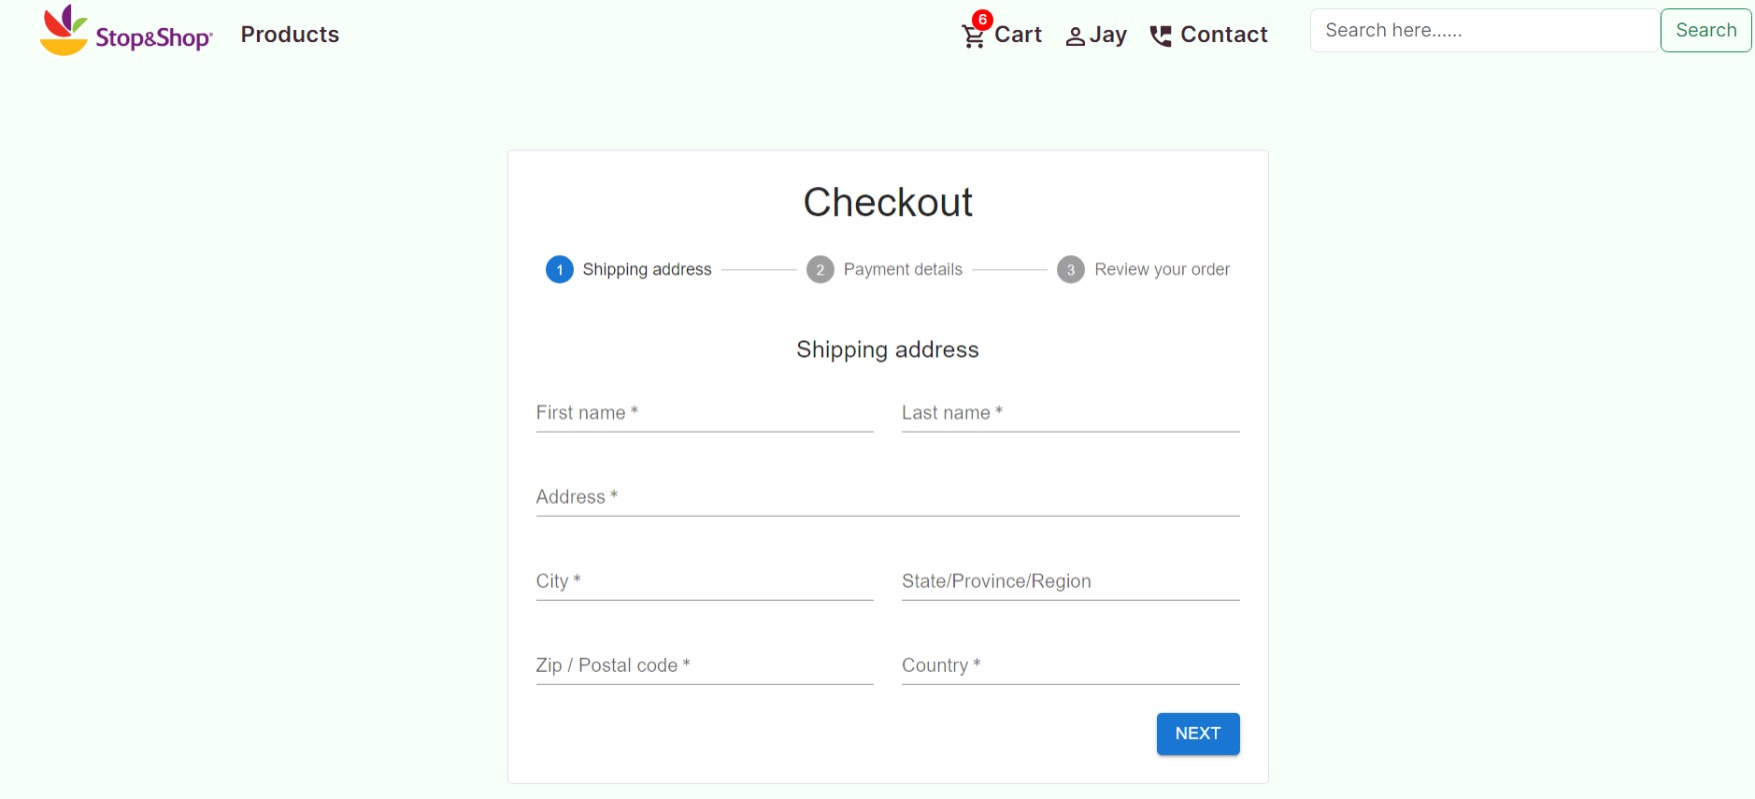 Stop&Shop® Products 6 Cart Jay Contact Search here...... Search
Checkout
1 Shipping address 2 Payment details 3 Review your order
Shipping address
First name * Last name *
Address *
City * State/Province/Region
Zip / Postal code * Country *
NEXT